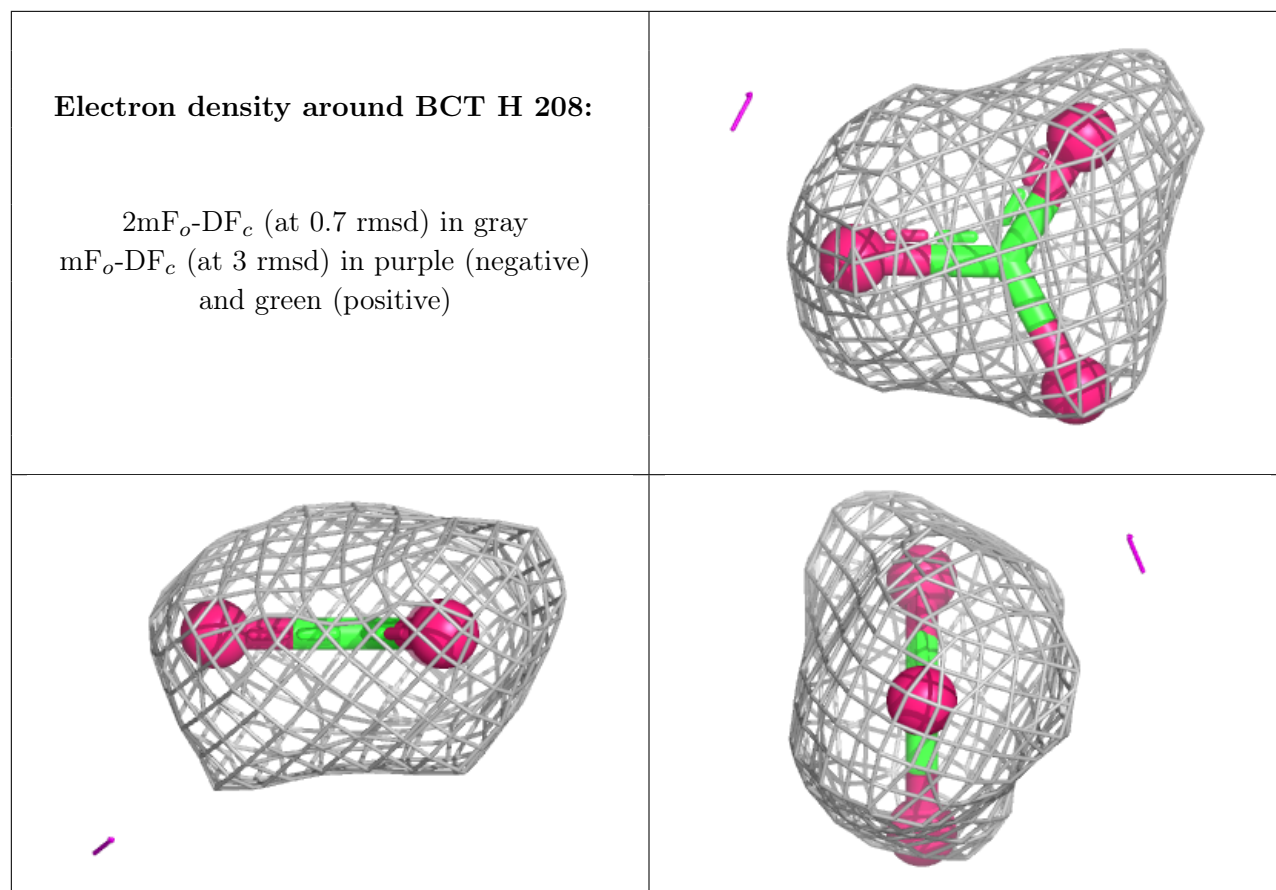 Electron density around BCT H 208:
2mFo-DFc (at 0.7 rmsd) in gray
mFo-DFc (at 3 rmsd) in purple (negative)
and green (positive)